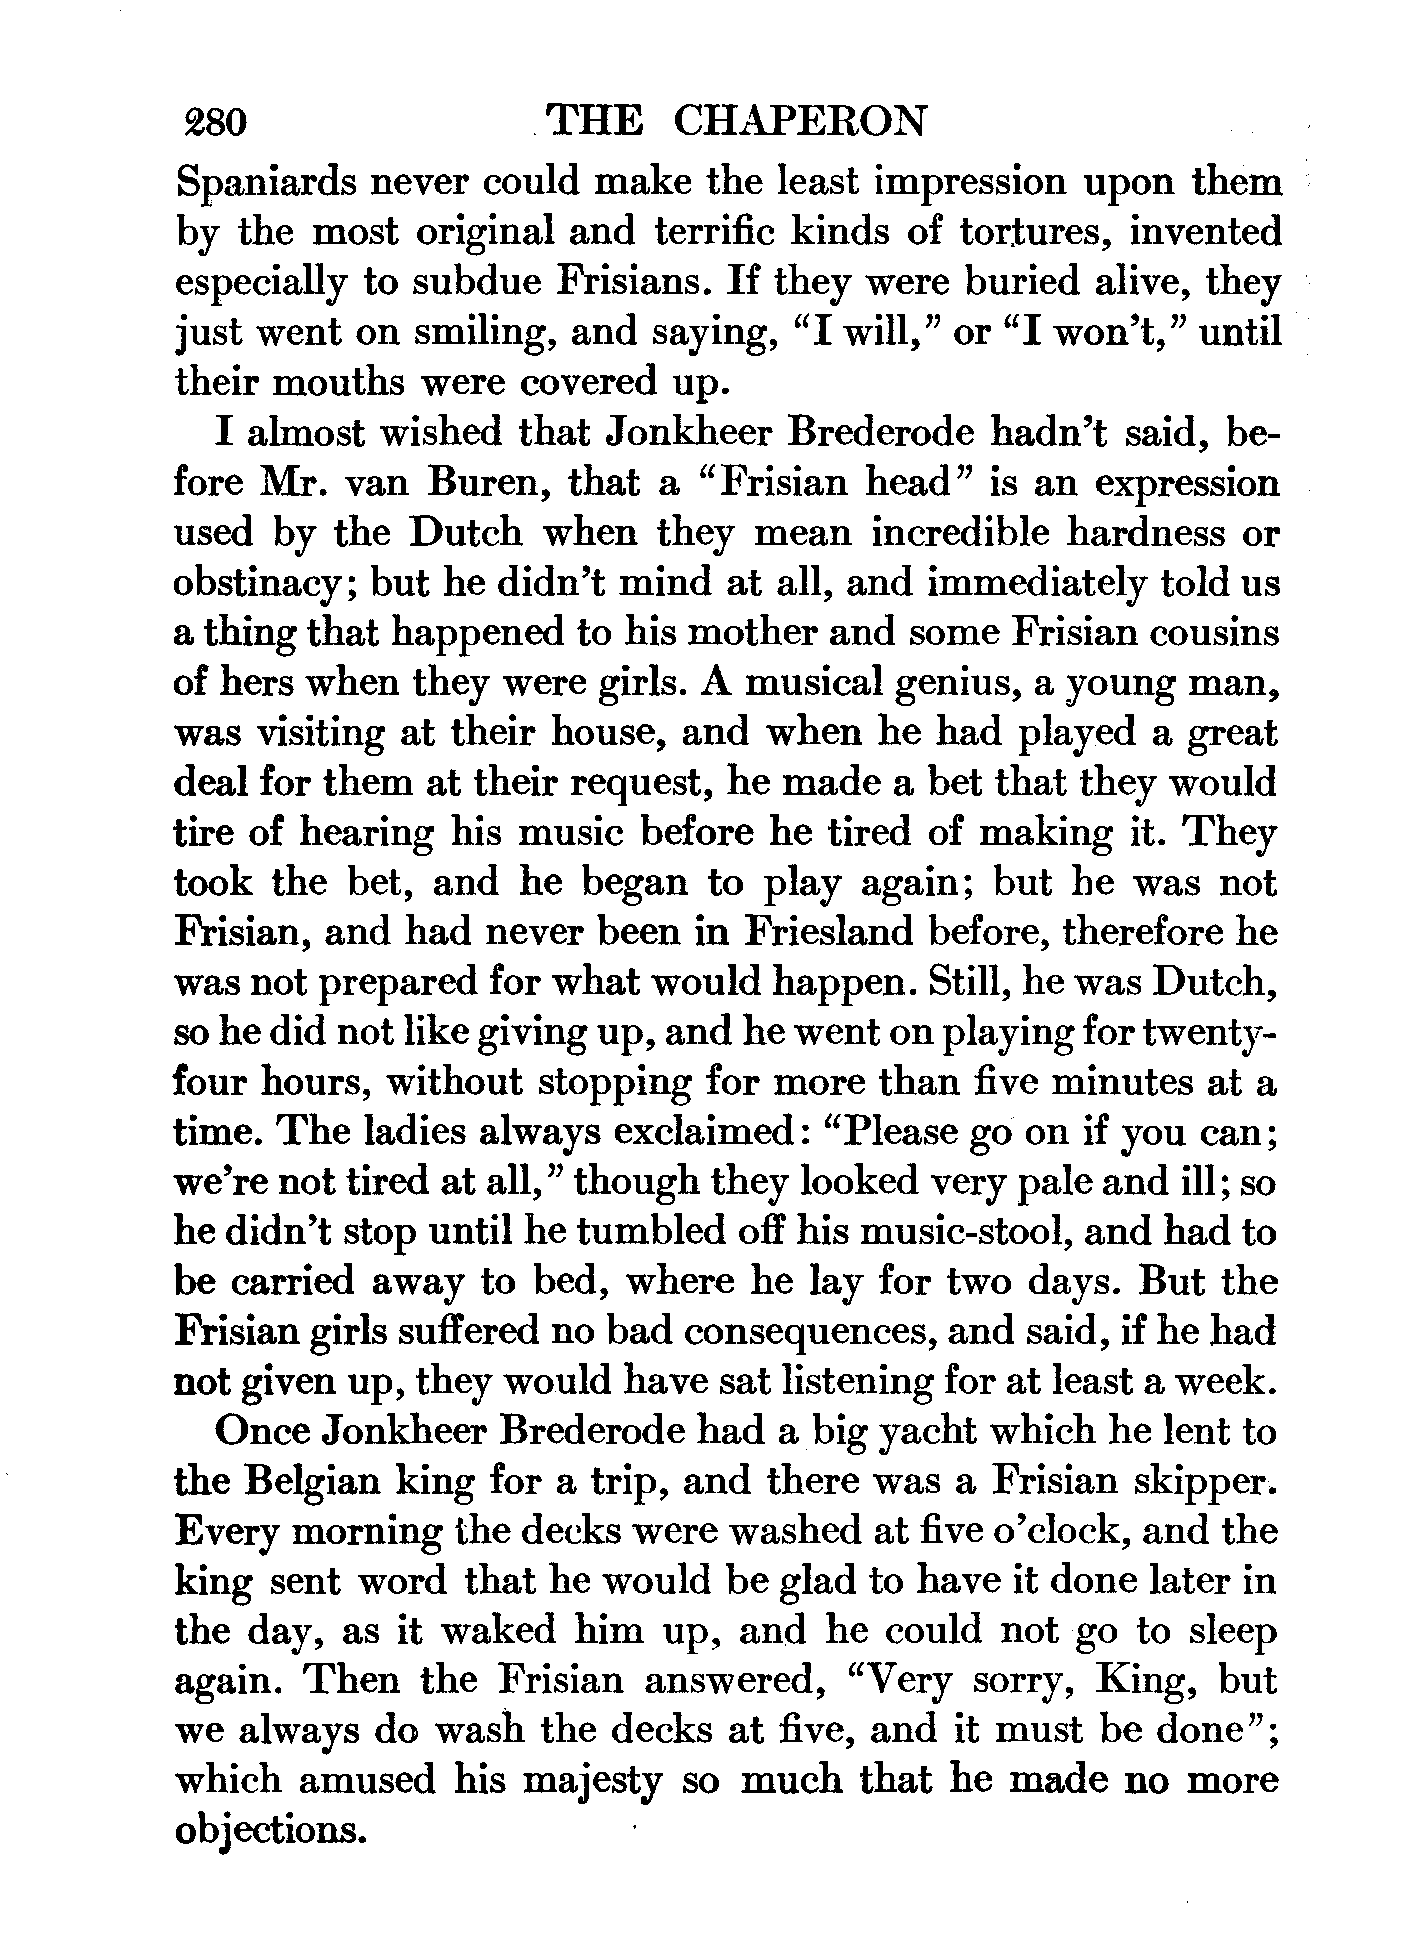 280 THE CHAPERON
Spaniards never could make the least impression upon them
by the most original and terrific kinds of tortures, invented
especially to subdue Frisians. If they were buried alive, they
just went on smiling, and saying, “I will,” or “I won’t,” until
their mouths were covered up.
I almost wished that Jonkheer Brederode hadn’t said, be-
fore Mr. van Buren, that a “Frisian head” is an expression
used by the Dutch when they mean incredible hardness or
obstinacy; but he didn’t mind at all, and immediately told us
a thing that happened to his mother and some Frisian cousins
of hers when they were girls. A musical genius, a young man,
was visiting at their house, and when he had played a great
deal for them at their request, he made a bet that they would
tire of hearing his music before he tired of making it. They
took the bet, and he began to play again; but he was not
Frisian, and had never been in Friesland before, therefore he
was not prepared for what would happen. Still, he was Dutch,
so he did not like giving up, and he went on playing for twenty-
four hours, without stopping for more than five minutes at a
time. The ladies always exclaimed: “Please go on if you can;
we’re not tired at all,” though they looked very pale and ill; so
he didn’t stop until he tumbled off his music-stool, and had to
be carried away to bed, where he lay for two days. But the
Frisian girls suffered no bad consequences, and said, if he had
not given up, they would have sat listening for at least a week.
Once Jonkheer Brederode had a big yacht which he lent to
the Belgian king for a trip, and there was a Frisian skipper.
Every morning the decks were washed at five o’clock, and the
king sent word that he would be glad to have it done later in
the day, as it waked him up, and he could not go to sleep
again. Then the Frisian answered, “Very sorry, King, but
we always do wash the decks at five, and it must be done”;
which amused his majesty so much that he made no more
objections.